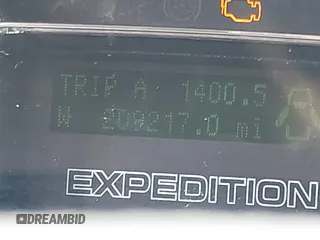 TRIP A 1400.5
N 209217.0 mi
EXPEDITION
DREAMBID